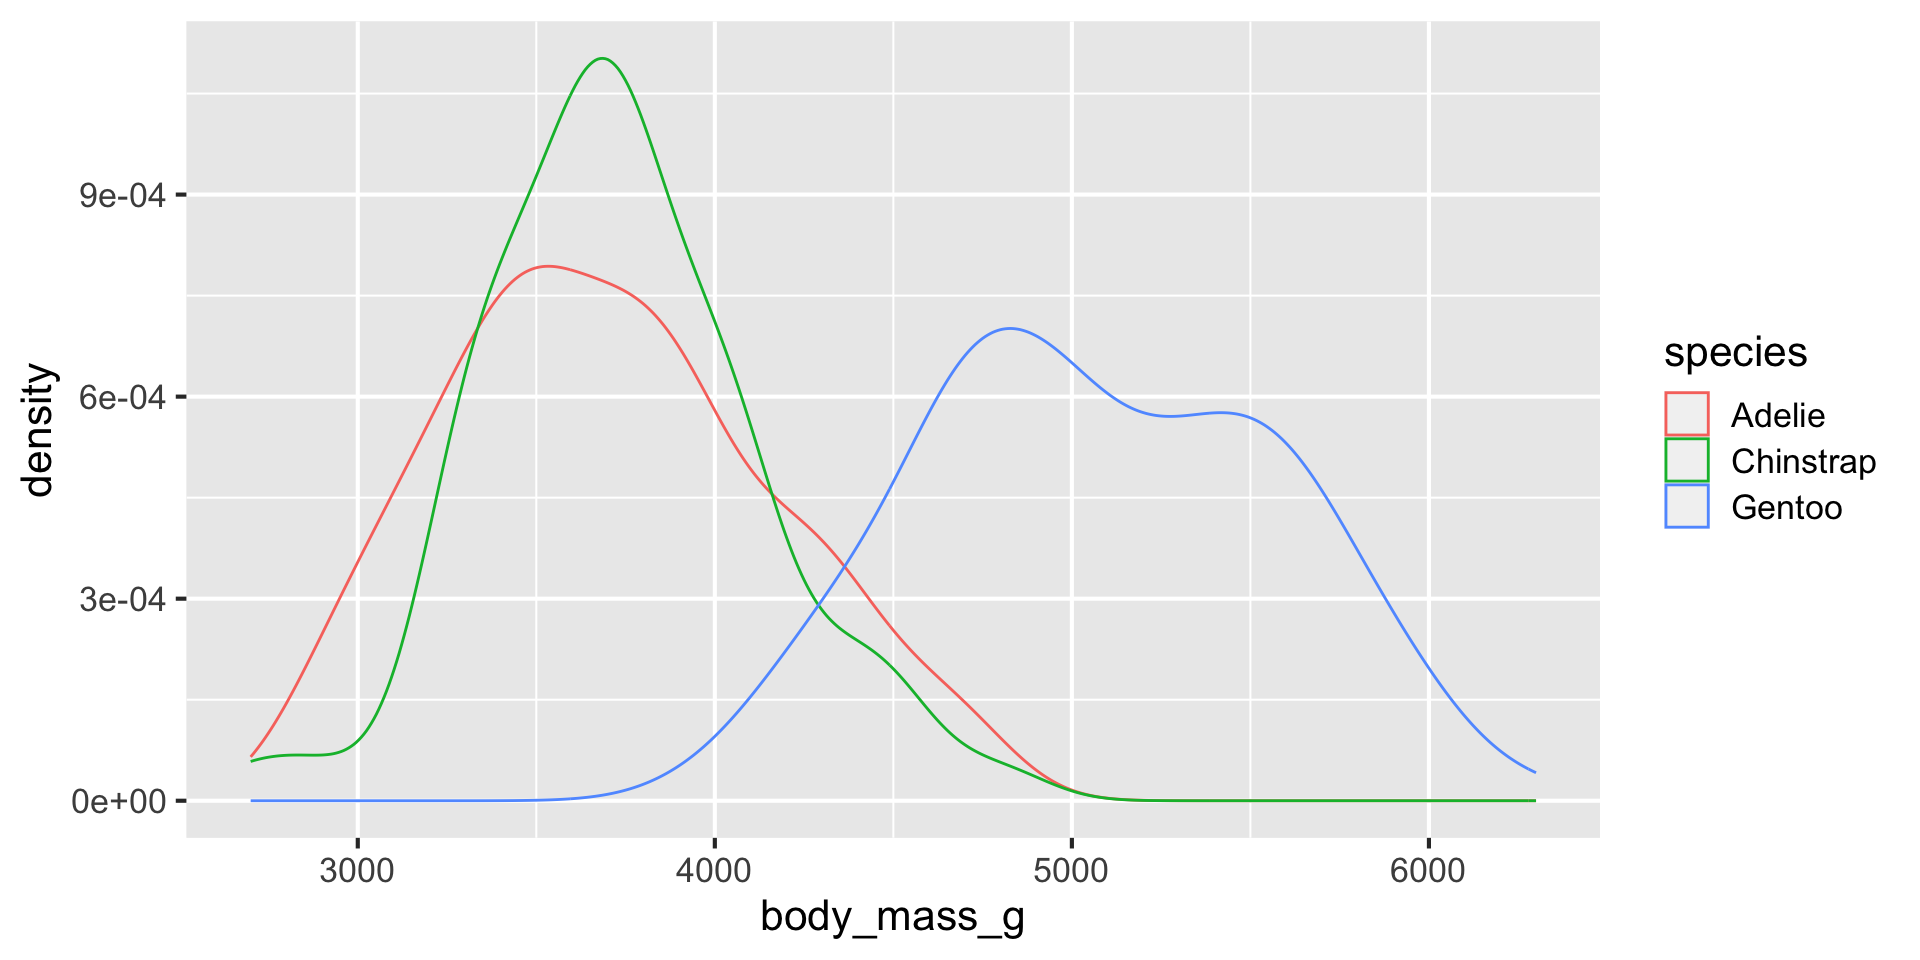 density
9e-04
6e-04
3e-04
0e+00
3000 4000 5000 6000
body_mass_g
species
Adelie
Chinstrap
Gentoo